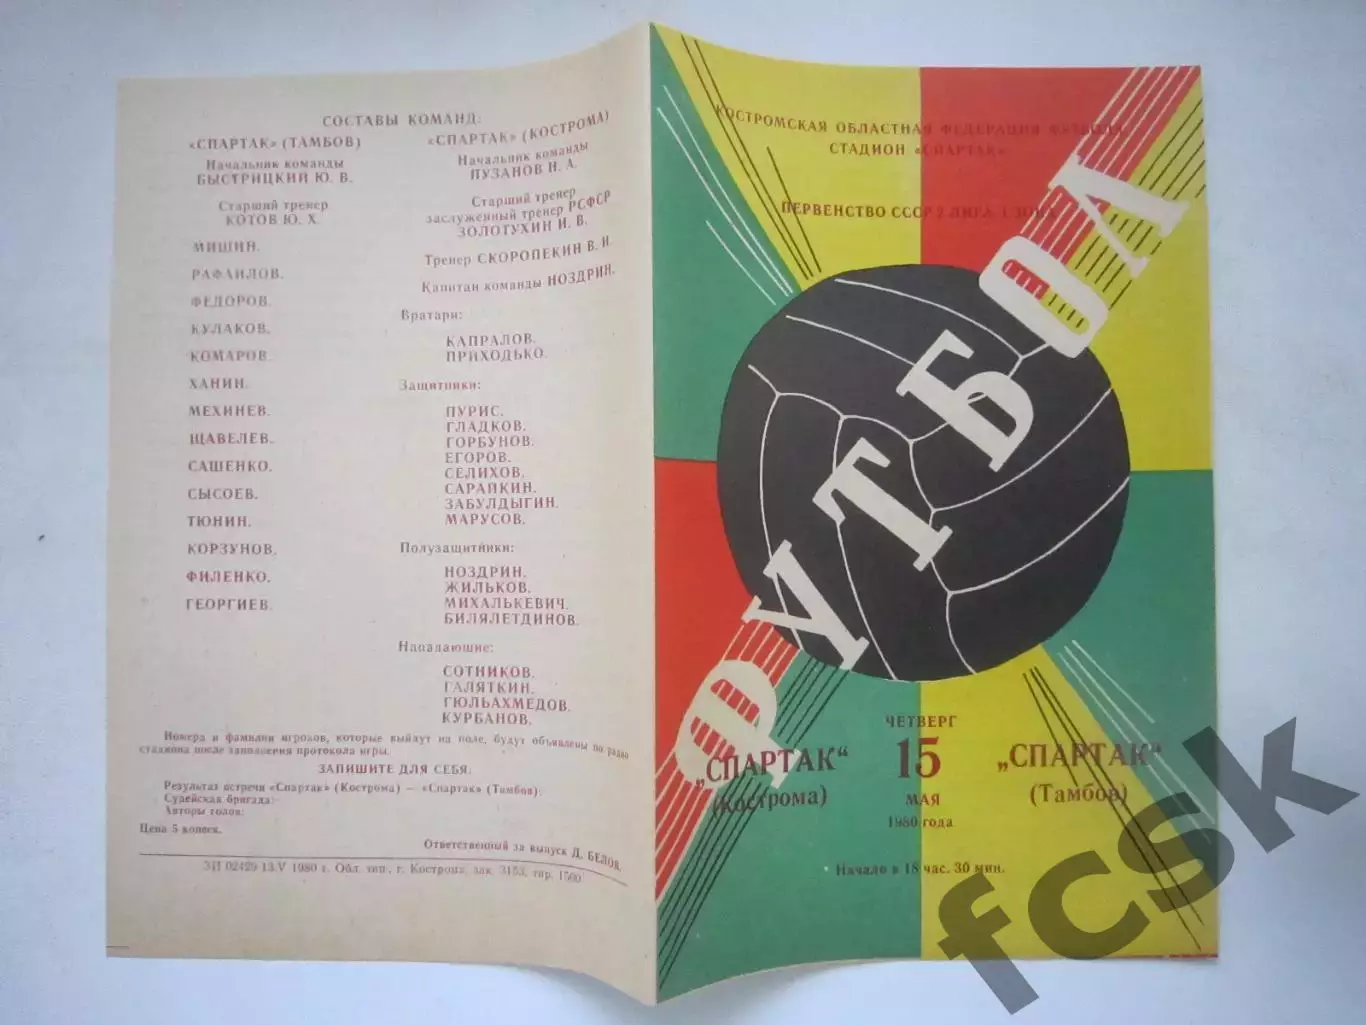 СОСТАВЫ КОМАНД:
«СПАРТАК» (ТАМБОВ)
Начальник команды
БЫСТРИЦКИЙ Ю. В.
Старший тренер
КОТОВ Ю. Х.
МИШИН.
РАФАИЛОВ.
ФЕДОРОВ.
КУЛАКОВ.
КОМАРОВ.
ХАНИН.
МЕХИНЕВ.
ЩАВЕЛЕВ.
САШЕНКО.
СЫСОЕВ.
ТЮНИН.
КОРЗУНОВ.
ФИЛЕНКО.
ГЕОРГИЕВ.
«СПАРТАК» (КОСТРОМА)
Начальник команды
ПУЗАНОВ Н. А.
Старший тренер
заслуженный тренер РСФСР
ЗОЛОТУХИН И. В.
Тренер СКОРОПЕКИН В. И.
Капитан команды НОЗДРИН.
Вратари:
КАПРАЛОВ.
ПРИХОДЬКО.
Защитники:
ПУРИС.
ГЛАДКОВ.
ГОРБУНОВ.
ЕГОРОВ.
СЕЛИХОВ.
САРАЙКИН.
ЗАБУЛДЫГИН.
МАРУСОВ.
Полузащитники:
НОЗДРИН.
ЖИЛЬКОВ.
МИХАЛЬКЕВИЧ.
БИЛЯЛЕТДИНОВ.
Нападающие:
СОТНИКОВ.
ГАЛЯТКИН.
ГЮЛЬАХМЕДОВ.
КУРБАНОВ.
Номера и фамилии игроков, которые выйдут на поле, будут объявлены по радио
стадиона после заполнения протокола игры.
ЗАПИШИТЕ ДЛЯ СЕБЯ:
Результат встречи «Спартак» (Кострома) — «Спартак» (Тамбов):
Судейская бригада:
Авторы голов:
Цена 5 копеек.
Ответственный за выпуск Д. БЕЛОВ.
ЗИ 02429 13.V 1980 г. Обл. тип., г. Кострома, зак. 3153, тир. 1500
КОСТРОМСКАЯ ОБЛАСТНАЯ ФЕДЕРАЦИЯ ФУТБОЛА
СТАДИОН «СПАРТАК»
ПЕРВЕНСТВО СССР 2 ЛИГА, 1 ЗОНА
ФУТБОЛ
ЧЕТВЕРГ
„СПАРТАК“ 15 „СПАРТАК“
(Кострома) МАЯ (Тамбов)
1980 года
Начало в 18 час. 30 мин.
fcsk